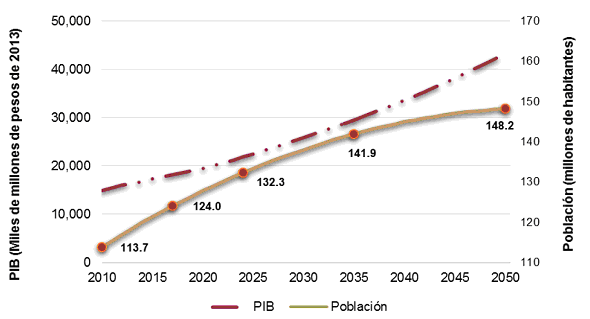 50,000 170
40,000 160
30,000 150
148.2
140
141.9
20,000 130
132.3
10,000 124.0 120
113.7
0 110
2010 2015 2020 2025 2030 2035 2040 2045 2050
PIB (Miles de millones de pesos de 2013)
Población (millones de habitantes)
PIB Población